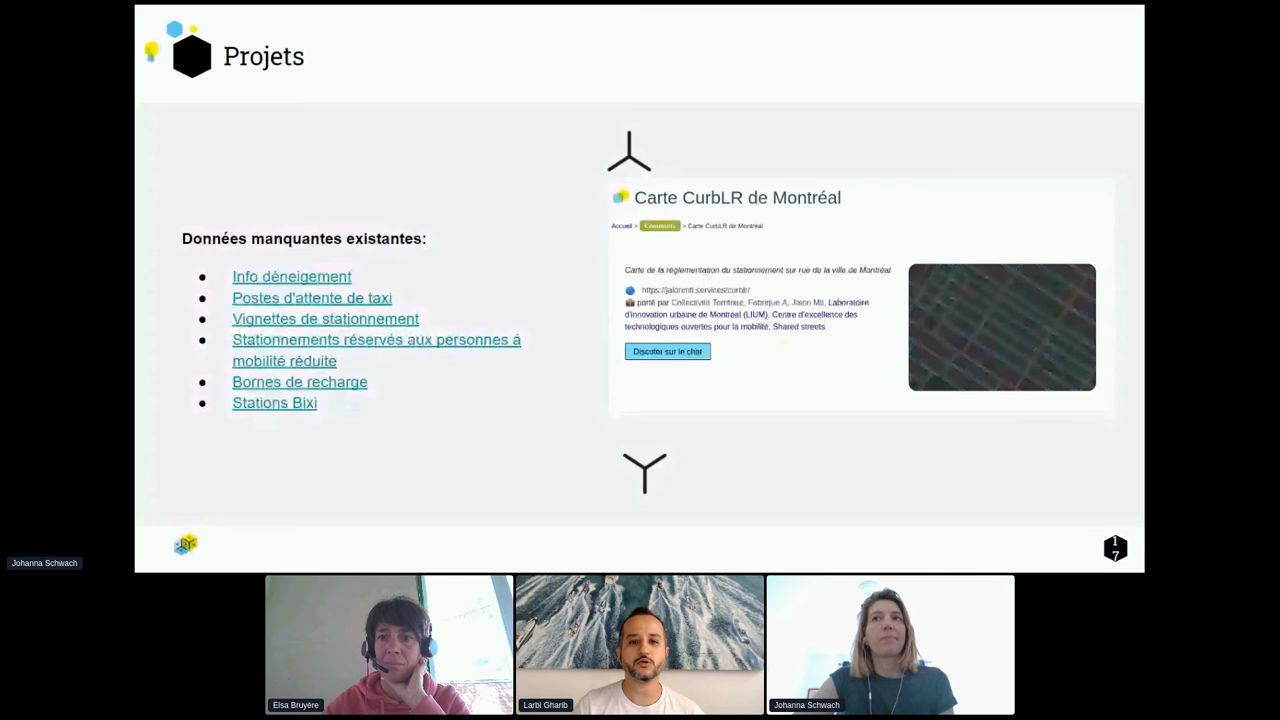 Projets
Données manquantes existantes:
Info déneigement
Postes d'attente de taxi
Vignettes de stationnement
Stationnements réservés aux personnes à
mobilité réduite
Bornes de recharge
Stations Bixi
Carte CurbLR de Montréal
Accueil > Communs > Carte CurbLR de Montréal
Carte de la réglementation du stationnement sur rue de la ville de Montréal
porté par Collectivité Territoire, Fabrique A, Jalon Mtl, Laboratoire
d'innovation urbaine de Montréal (LIUM), Centre d'excellence des
technologiques ouvertes pour la mobilité, Shared streets
Discuter sur le chat
1
7
Johanna Schwach
Elsa Bruyère
Larbi Gharib
Johanna Schwach